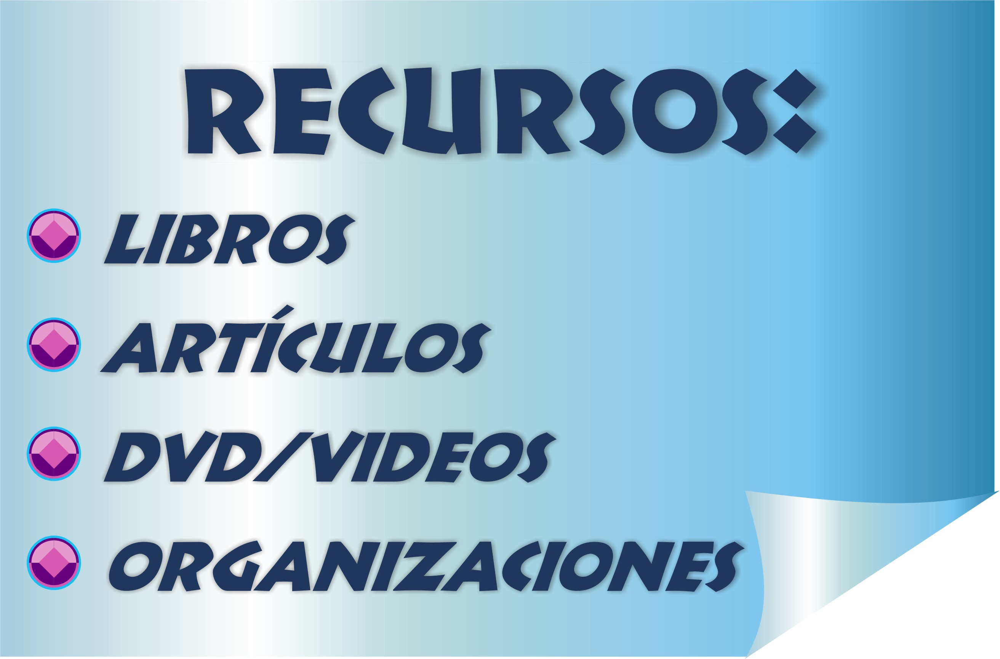 RECURSOS:
LIBROS
ARTÍCULOS
DVD/VIDEOS
ORGANIZACIONES